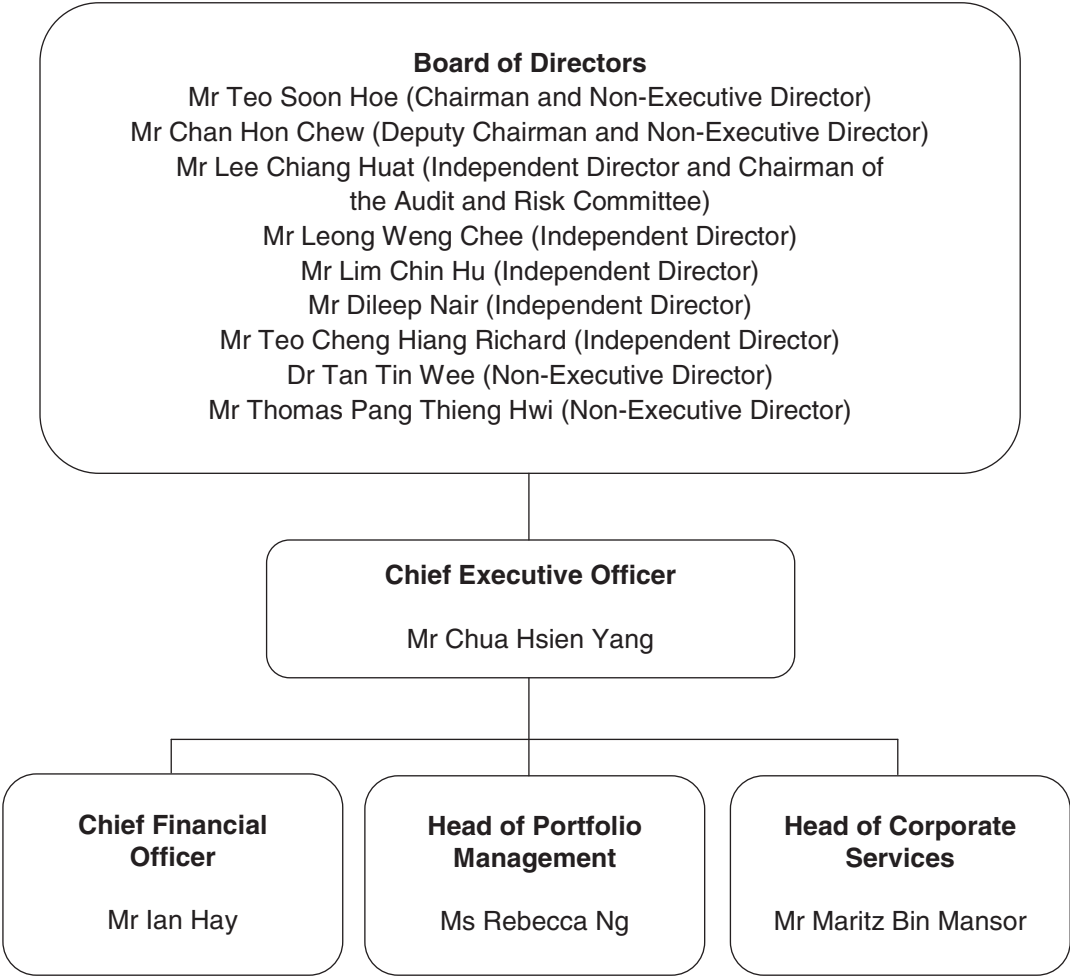 Board of Directors
Mr Teo Soon Hoe (Chairman and Non-Executive Director)
Mr Chan Hon Chew (Deputy Chairman and Non-Executive Director)
Mr Lee Chiang Huat (Independent Director and Chairman of
the Audit and Risk Committee)
Mr Leong Weng Chee (Independent Director)
Mr Lim Chin Hu (Independent Director)
Mr Dileep Nair (Independent Director)
Mr Teo Cheng Hiang Richard (Independent Director)
Dr Tan Tin Wee (Non-Executive Director)
Mr Thomas Pang Thieng Hwi (Non-Executive Director)
Chief Executive Officer
Mr Chua Hsien Yang
Chief Financial
Officer
Mr Ian Hay
Head of Portfolio
Management
Ms Rebecca Ng
Head of Corporate
Services
Mr Maritz Bin Mansor